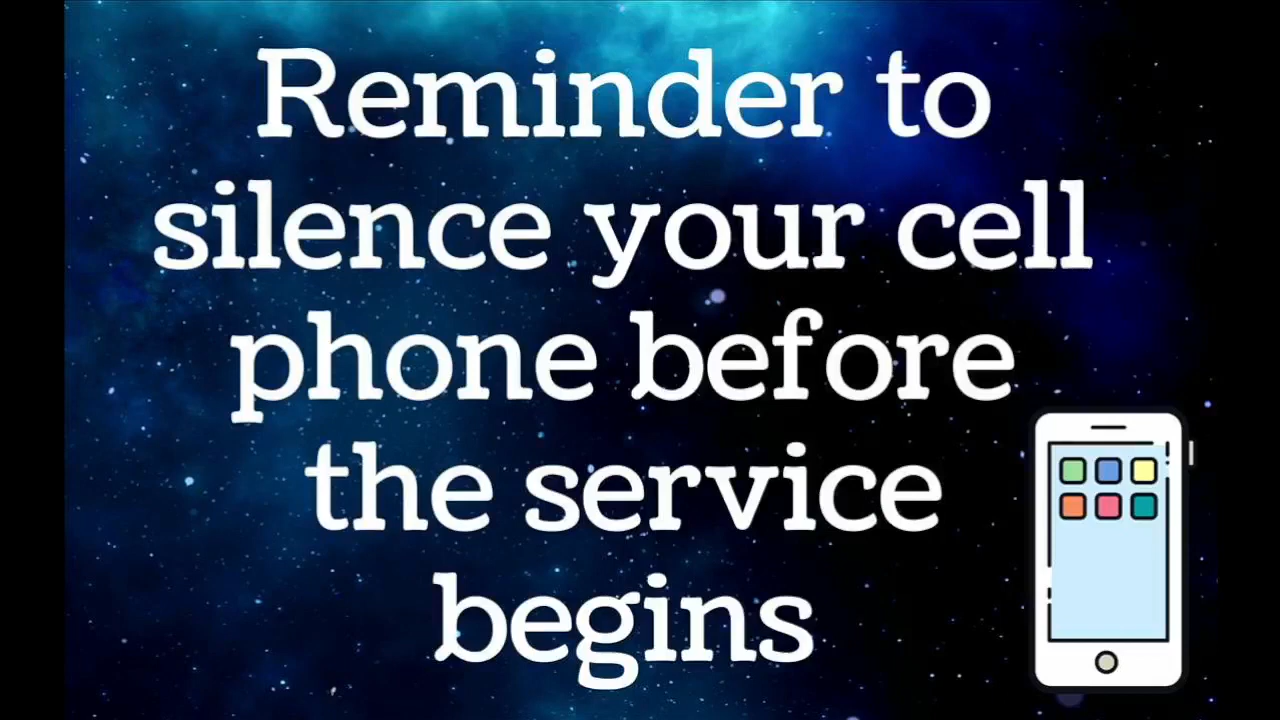 Reminder to
silence your cell
phone before
the service
begins